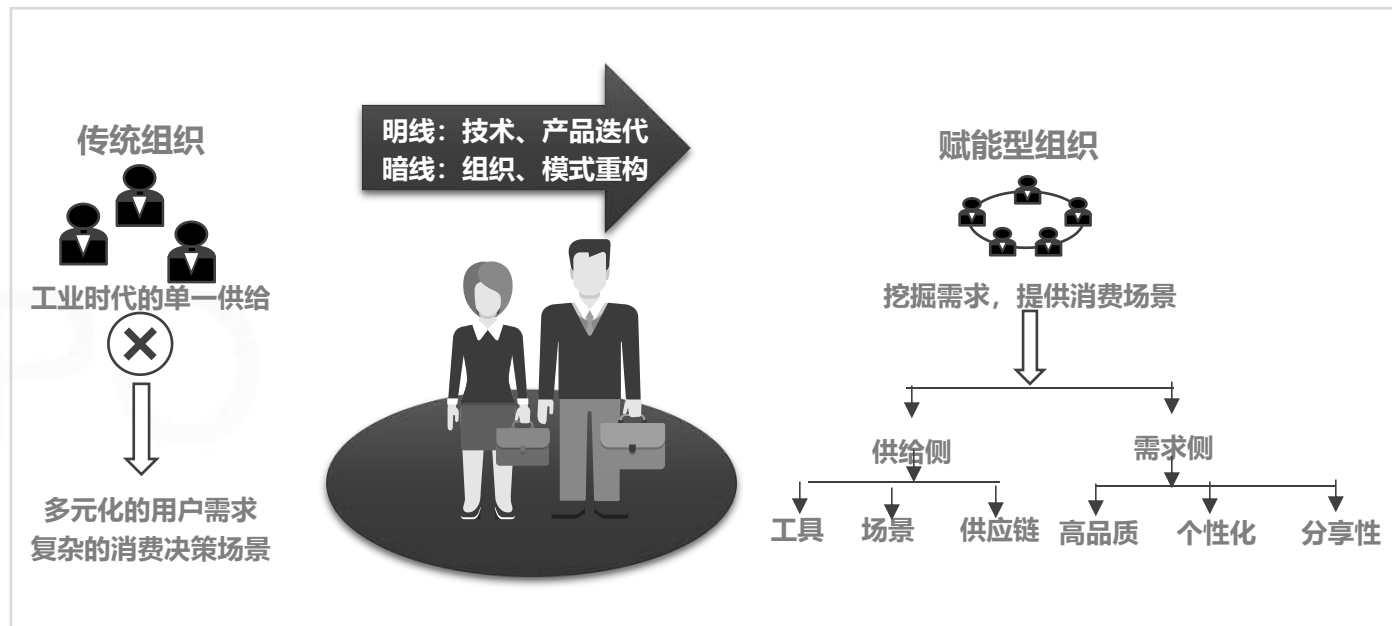 传统组织
工业时代的单一供给
多元化的用户需求
复杂的消费决策场景
明线：技术、产品迭代
暗线：组织、模式重构
赋能型组织
挖掘需求，提供消费场景
供给侧
需求侧
工具
场景
供应链
高品质
个性化
分享性